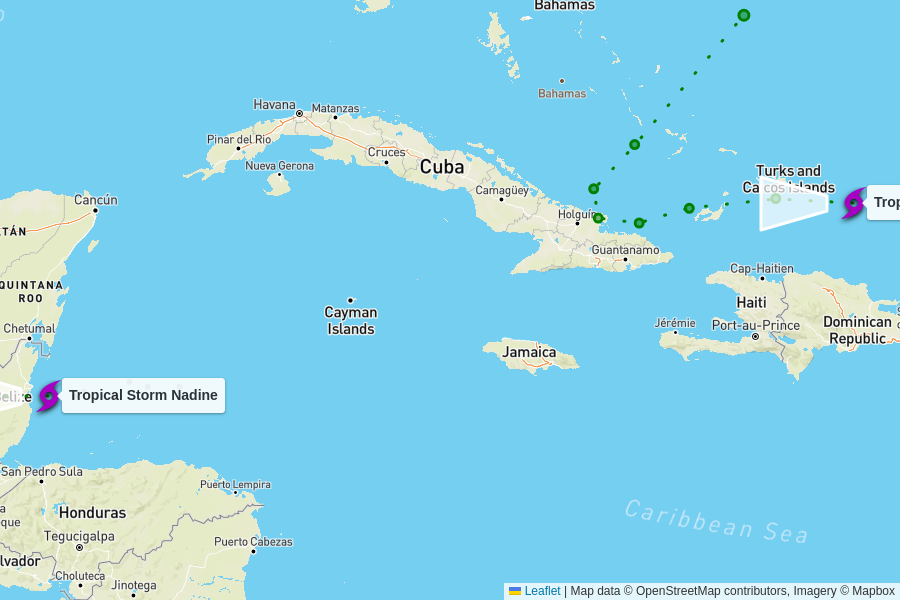 Bahamas
Bahamas
Havana
Matanzas
Pinar del Río
Cruces
Nueva Gerona
Cuba
Camagüey
Turks and
Caicos Islands
Trop
Cancún
Holguín
TÁN
Guantanamo
Cap-Haitien
QUINTANA
ROO
Haiti
Cayman
Islands
Chetumal
Jérémie
Port-au-Prince
Dominican
Republic
Jamaica
Belize
Tropical Storm Nadine
San Pedro Sula
Puerto Lempira
Honduras
Caribbean Sea
Tegucigalpa
Puerto Cabezas
lvador
Choluteca
Jinotega
Leaflet | Map data © OpenStreetMap contributors, Imagery © Mapbox